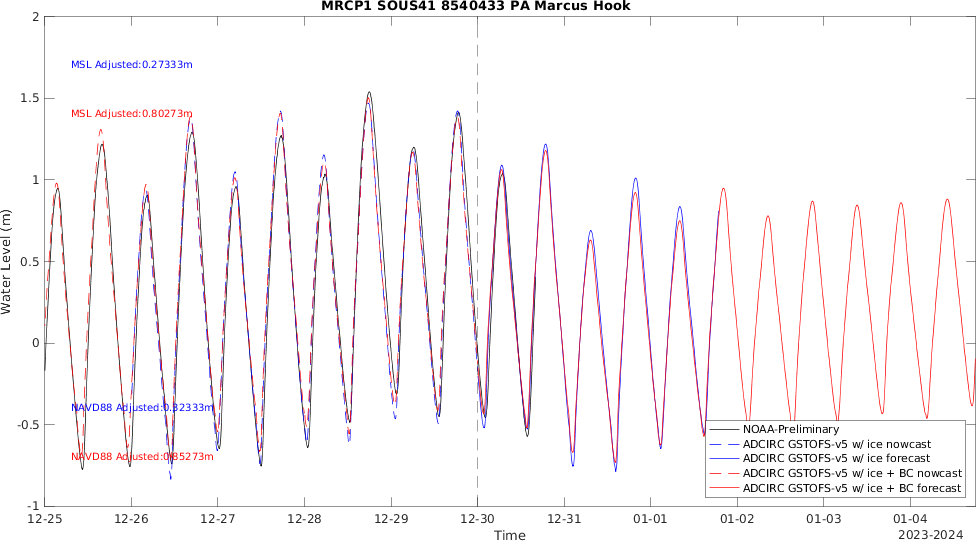 MRCP1 SOUS41 8540433 PA Marcus Hook
2
1.5
1
0.5
0
-0.5
-1
Water Level (m)
MSL Adjusted:0.27333m
MSL Adjusted:0.80273m
NAVD88 Adjusted:0.32333m
NAVD88 Adjusted:0.85273m
NOAA-Preliminary
ADCIRC GSTOFS-v5 w/ ice nowcast
ADCIRC GSTOFS-v5 w/ ice forecast
ADCIRC GSTOFS-v5 w/ ice + BC nowcast
ADCIRC GSTOFS-v5 w/ ice + BC forecast
12-25 12-26 12-27 12-28 12-29 12-30 12-31 01-01 01-02 01-03 01-04
Time
2023-2024